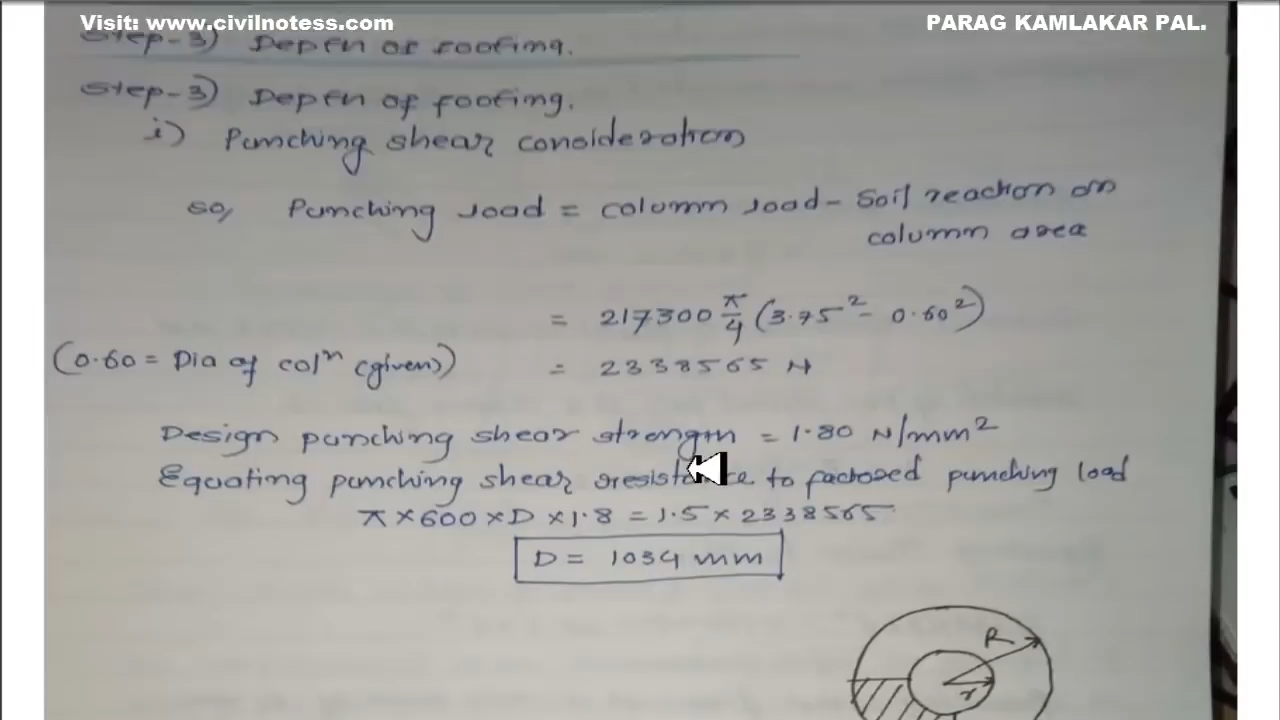 Visit: www.civilnotess.com
PARAG KAMLAKAR PAL.
Step-3) Depth of footing.
Step-3) Depth of footing.
i) Punching shear consideration
so, Punching load = column load - soil reaction on
column area
= 217300 π/4 (3.75² - 0.60²)
(0.60 = Dia of colⁿ (given)) = 2338565 N
Design punching shear strength = 1.80 N/mm²
Equating punching shear resistance to factored punching load
π × 600 × D × 1.8 = 1.5 × 2338565
D = 1034 mm
R
r